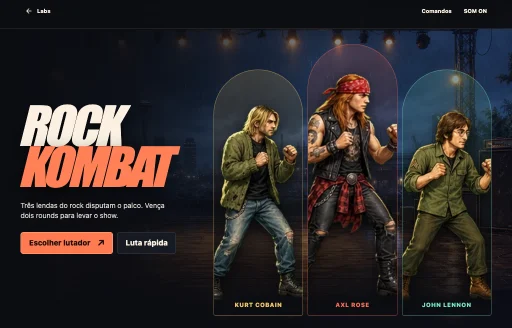 ← Labs
Comandos
SOM ON
ROCK
KOMBAT
Três lendas do rock disputam o palco. Vença
dois rounds para levar o show.
Escolher lutador ↗
Luta rápida
KURT COBAIN
AXL ROSE
JOHN LENNON